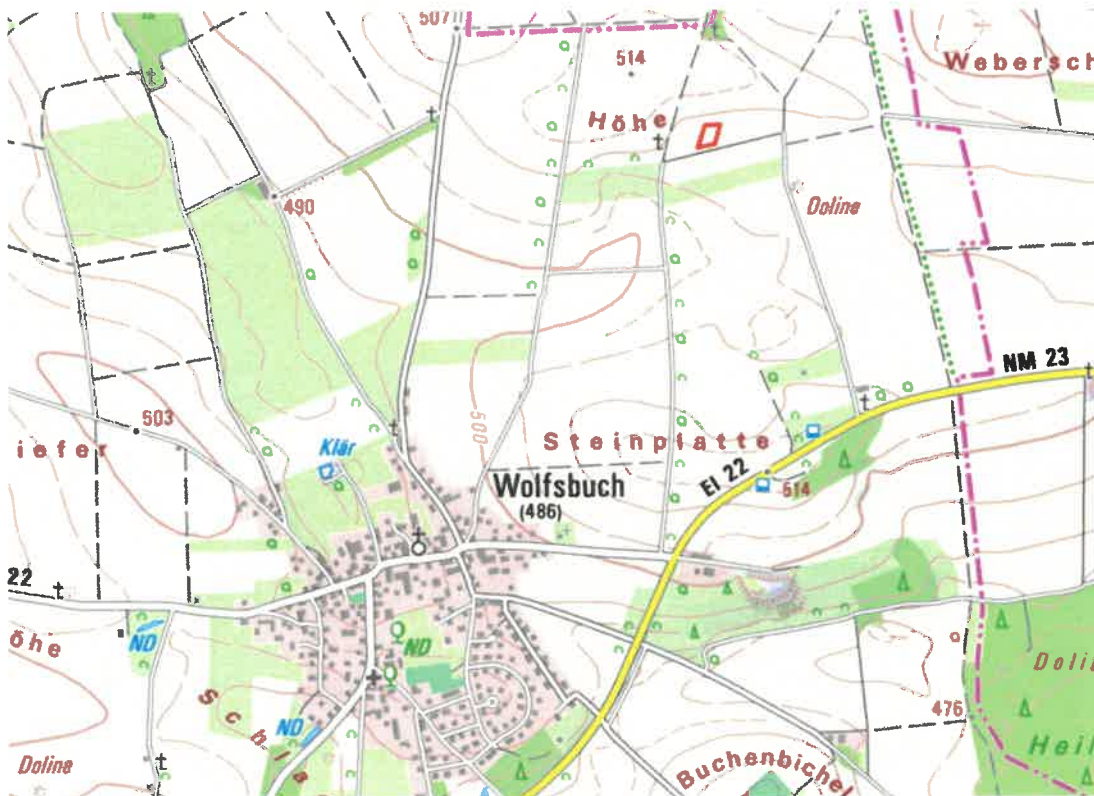 507
514
Webersch
Höhe
490
Doline
NM 23
503
500
Steinplatte
iefer
Klär
Wolfsbuch
(486)
EI 22
514
22
ND
öhe
ND
Doli
Schla
476
ND
Heil
Doline
Buchenbichel